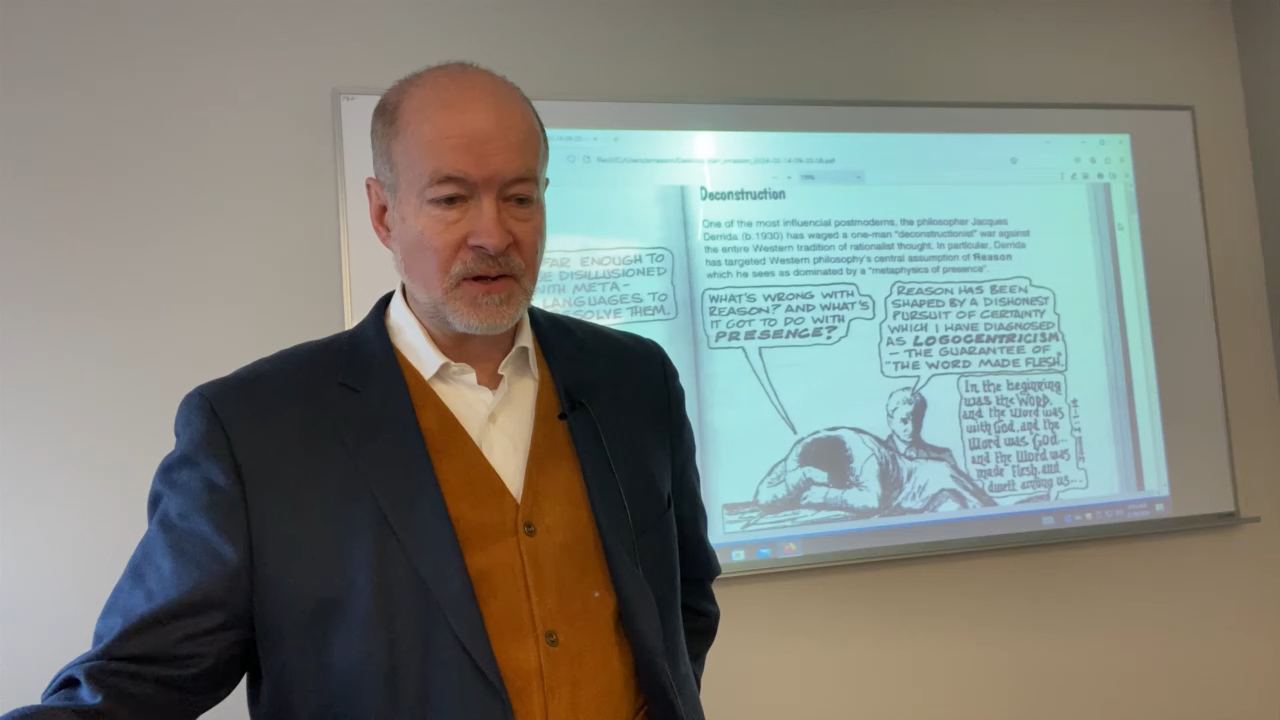 FAR ENOUGH TO
DISILLUSIONED
WITH META-
LANGUAGES TO
THEM.
Deconstruction
One of the most influential postmoderns, the philosopher Jacques
Derrida (b.1930) has waged a one-man "deconstructionist" war against
the entire Western tradition of rationalist thought. In particular, Derrida
has targeted Western philosophy's central assumption of Reason
which he sees as dominated by a "metaphysics of presence".
WHAT'S WRONG WITH
REASON? AND WHAT'S
IT GOT TO DO WITH
PRESENCE?
REASON HAS BEEN
SHAPED BY A DISHONEST
PURSUIT OF CERTAINTY
WHICH I HAVE DIAGNOSED
AS LOGOCENTRICISM
– THE GUARANTEE OF
"THE WORD MADE FLESH.
In the beginning
was the Word,
and the Word was
with God, and the
Word was God...
and the Word was
made flesh, and
dwelt among us...